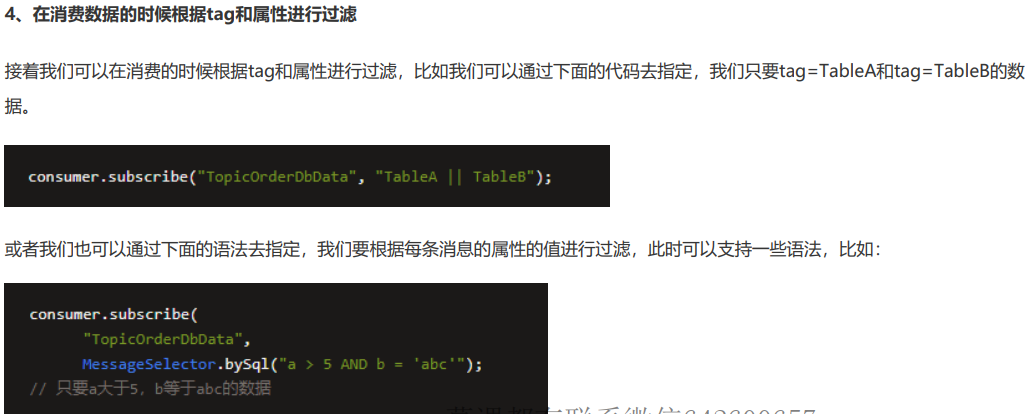 4、在消费数据的时候根据tag和属性进行过滤
接着我们可以在消费的时候根据tag和属性进行过滤，比如我们可以通过下面的代码去指定，我们只要tag=TableA和tag=TableB的数
据。
consumer.subscribe("TopicOrderDbData", "TableA || TableB");
或者我们也可以通过下面的语法去指定，我们要根据每条消息的属性的值进行过滤，此时可以支持一些语法，比如：
consumer.subscribe(
"TopicOrderDbData",
MessageSelector.bySql("a > 5 AND b = 'abc'");
// 只要a大于5，b等于abc的数据